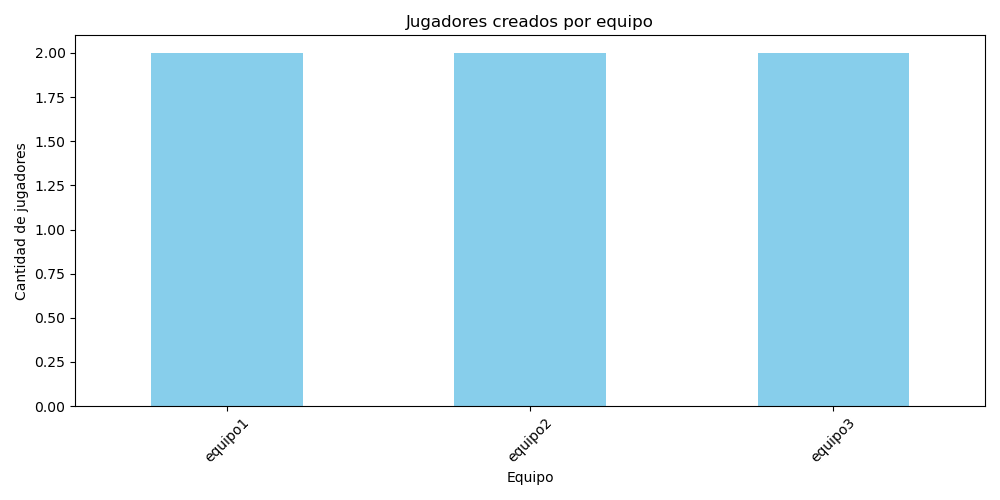 Jugadores creados por equipo
Cantidad de jugadores
2.00
1.75
1.50
1.25
1.00
0.75
0.50
0.25
0.00
equipo1
equipo2
equipo3
Equipo